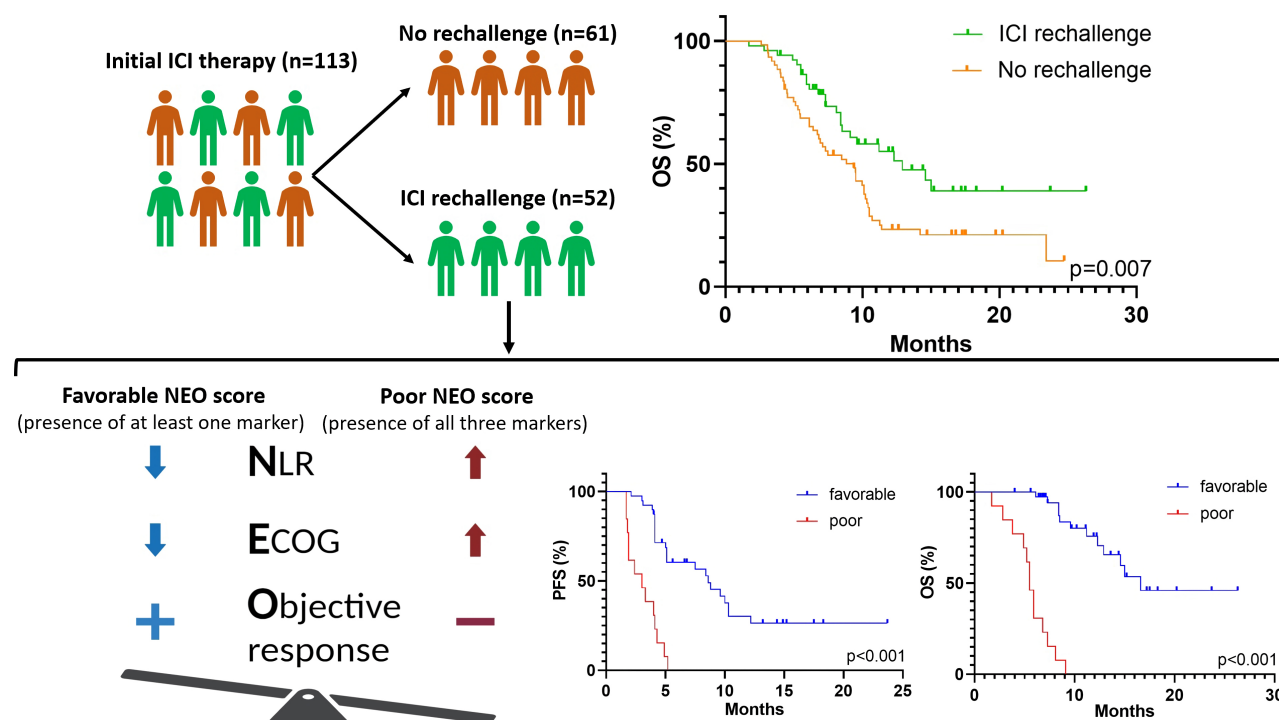 Initial ICI therapy (n=113)
No rechallenge (n=61)
ICI rechallenge (n=52)
OS (%)
100
50
0
0 10 20 30
Months
ICI rechallenge
No rechallenge
p=0.007
Favorable NEO score
(presence of at least one marker)
Poor NEO score
(presence of all three markers)
NLR
ECOG
Objective
response
PFS (%)
100
50
0
0 5 10 15 20 25
Months
favorable
poor
p<0.001
OS (%)
100
50
0
0 10 20 30
Months
favorable
poor
p<0.001